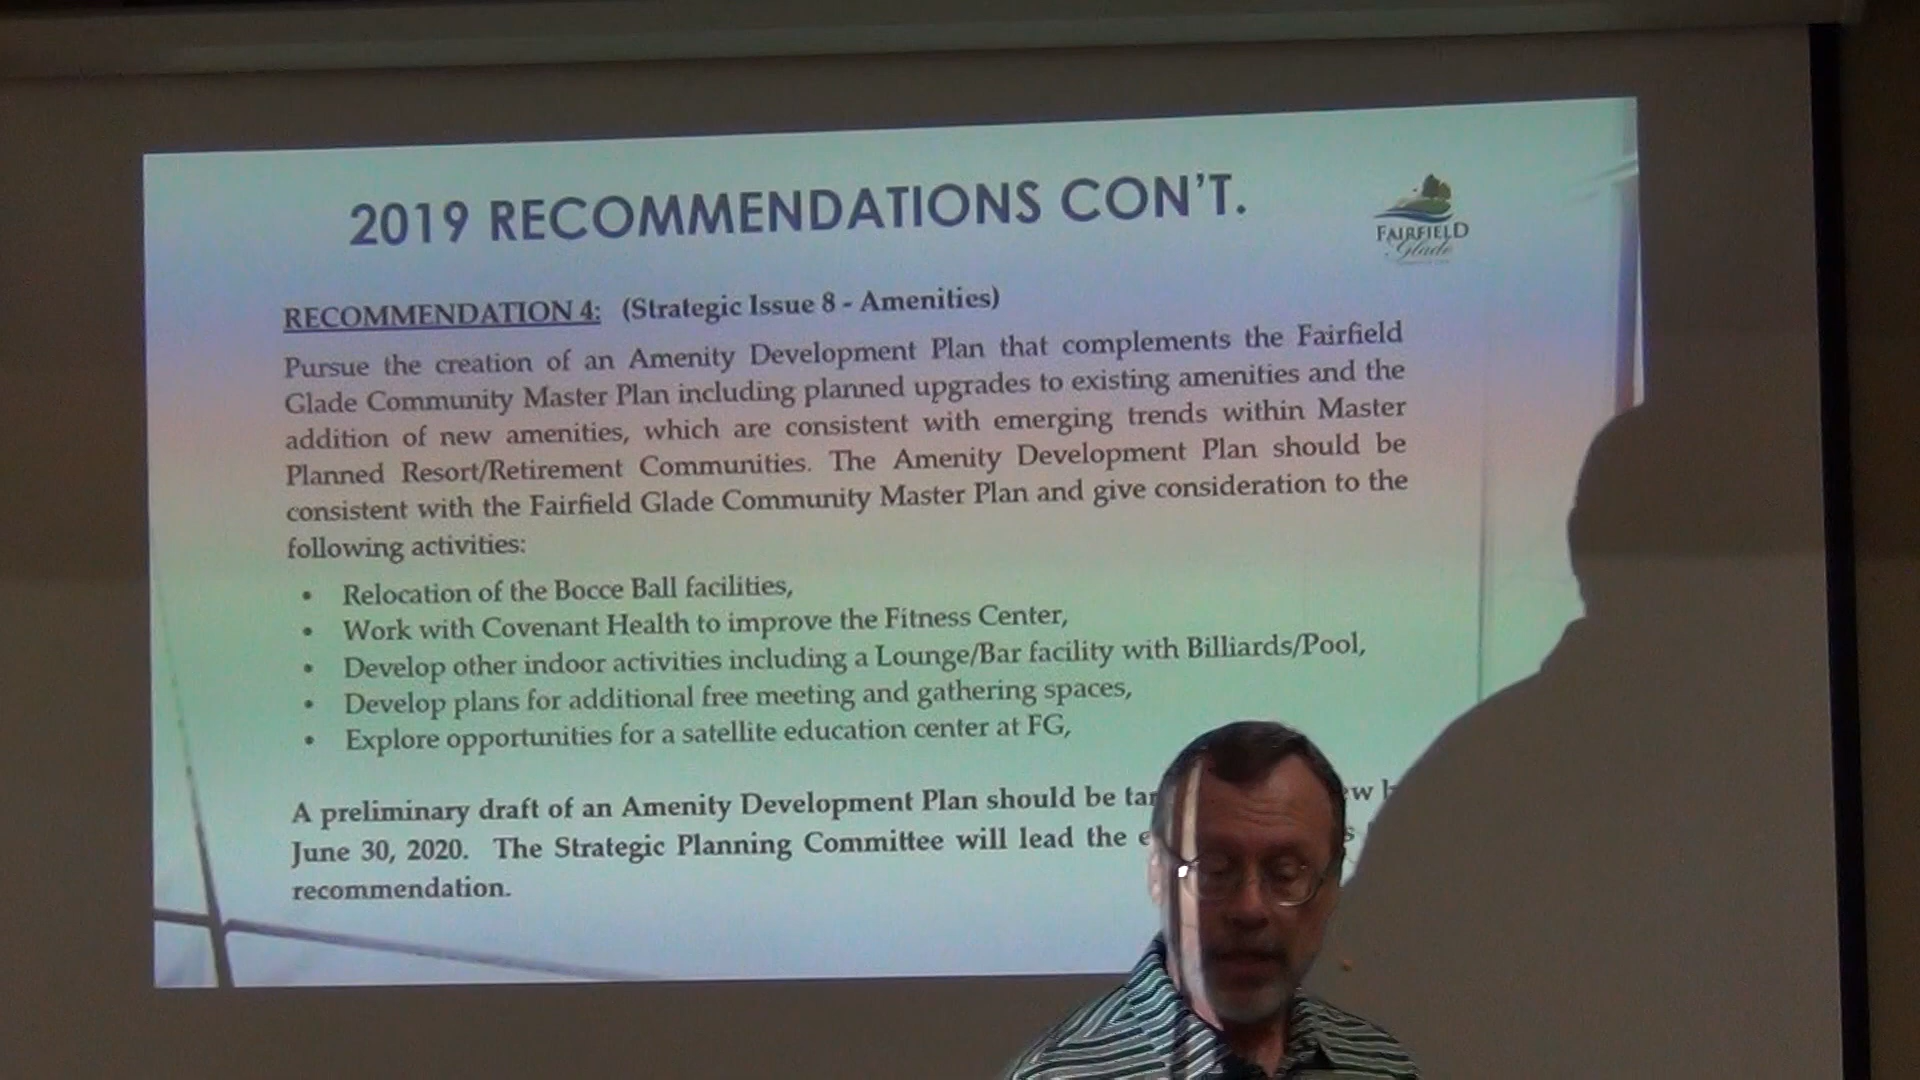 2019 RECOMMENDATIONS CON'T.
FAIRFIELD
Glade
RECOMMENDATION 4: (Strategic Issue 8 - Amenities)
Pursue the creation of an Amenity Development Plan that complements the Fairfield
Glade Community Master Plan including planned upgrades to existing amenities and the
addition of new amenities, which are consistent with emerging trends within Master
Planned Resort/Retirement Communities. The Amenity Development Plan should be
consistent with the Fairfield Glade Community Master Plan and give consideration to the
following activities:
• Relocation of the Bocce Ball facilities,
• Work with Covenant Health to improve the Fitness Center,
• Develop other indoor activities including a Lounge/Bar facility with Billiards/Pool,
• Develop plans for additional free meeting and gathering spaces,
• Explore opportunities for a satellite education center at FG,
A preliminary draft of an Amenity Development Plan should be
June 30, 2020. The Strategic Planning Committee will lead the
recommendation.